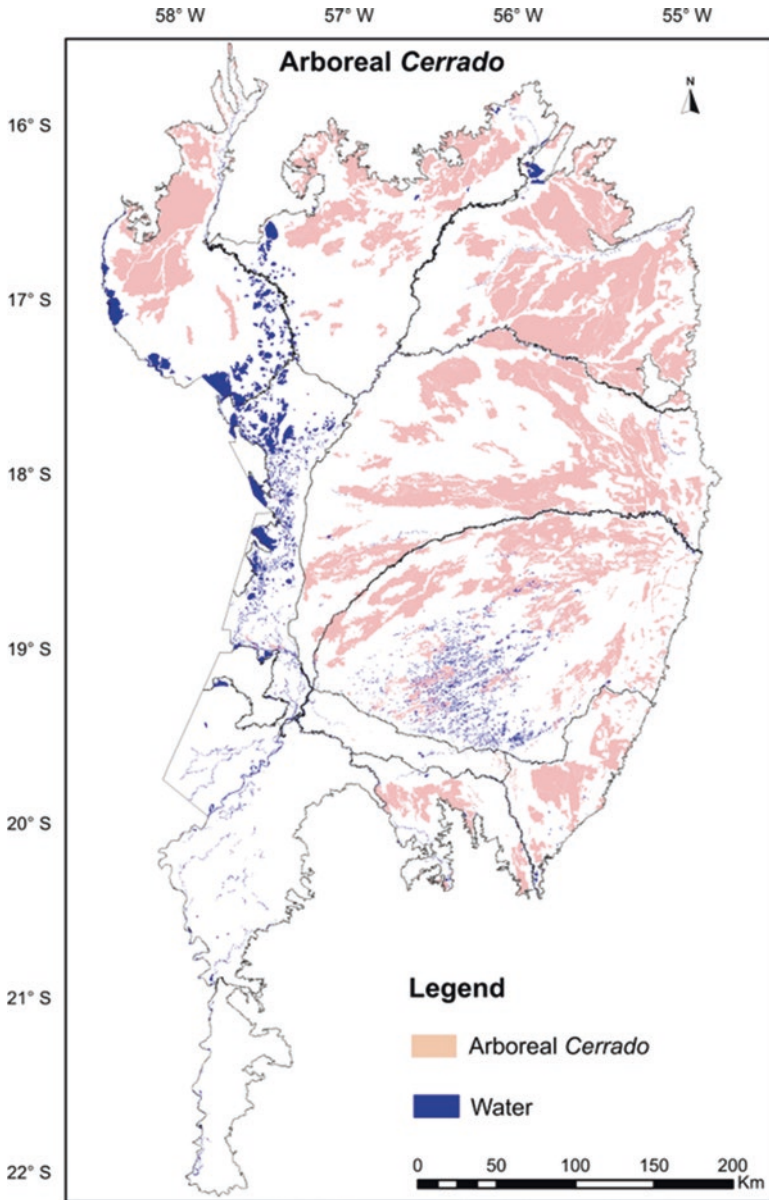 58° W 57° W 56° W 55° W
Arboreal Cerrado
N
16° S
17° S
18° S
19° S
20° S
21° S
22° S
Legend
Arboreal Cerrado
Water
0 50 100 150 200
Km